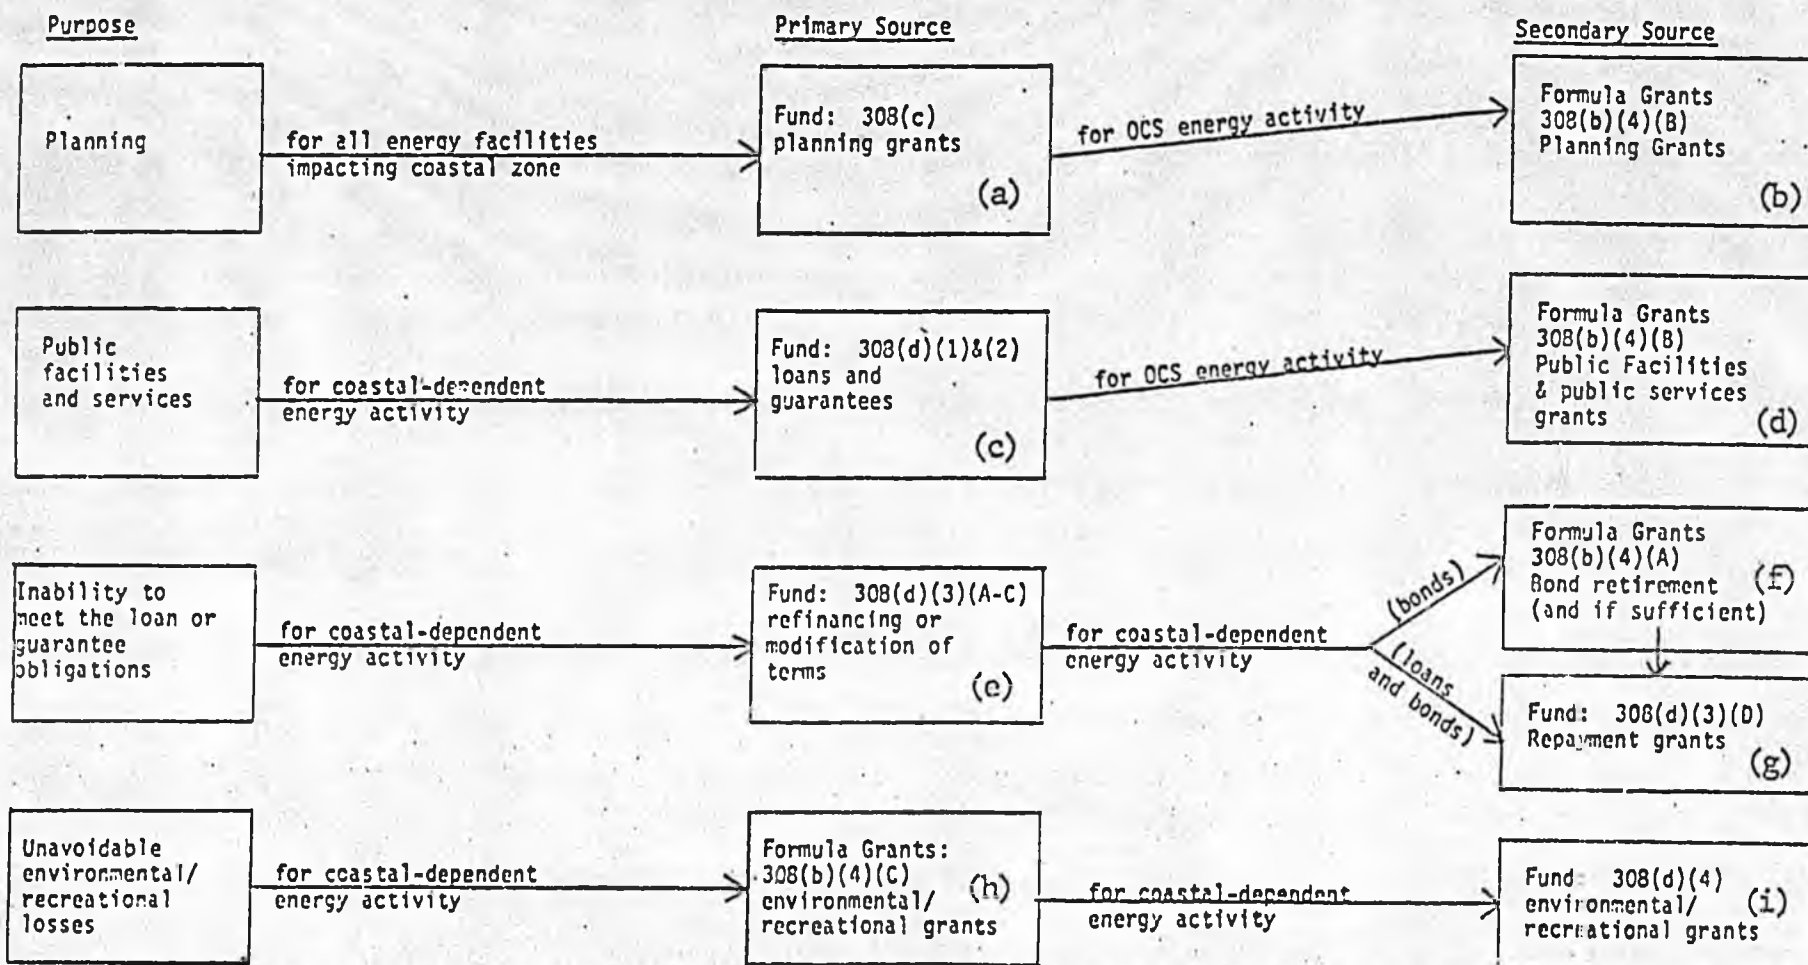 Purpose
Primary Source
Secondary Source
Planning
for all energy facilities
impacting coastal zone
Fund: 308(c)
planning grants
(a)
for OCS energy activity
Formula Grants
308(b)(4)(B)
Planning Grants
(b)
Public
facilities
and services
for coastal-dependent
energy activity
Fund: 308(d)(1)&(2)
loans and
guarantees
(c)
for OCS energy activity
Formula Grants
308(b)(4)(B)
Public Facilities
& public services
grants
(d)
Inability to
meet the loan or
guarantee
obligations
for coastal-dependent
energy activity
Fund: 308(d)(3)(A-C)
refinancing or
modification of
terms
(e)
for coastal-dependent
energy activity
(bonds)
(loans
and bonds)
Formula Grants
308(b)(4)(A)
Bond retirement
(and if sufficient)
(f)
Fund: 308(d)(3)(D)
Repayment grants
(g)
Unavoidable
environmental/
recreational
losses
for coastal-dependent
energy activity
Formula Grants:
308(b)(4)(C)
environmental/
recreational grants
(h)
for coastal-dependent
energy activity
Fund: 308(d)(4)
environmental/
recreational grants
(i)